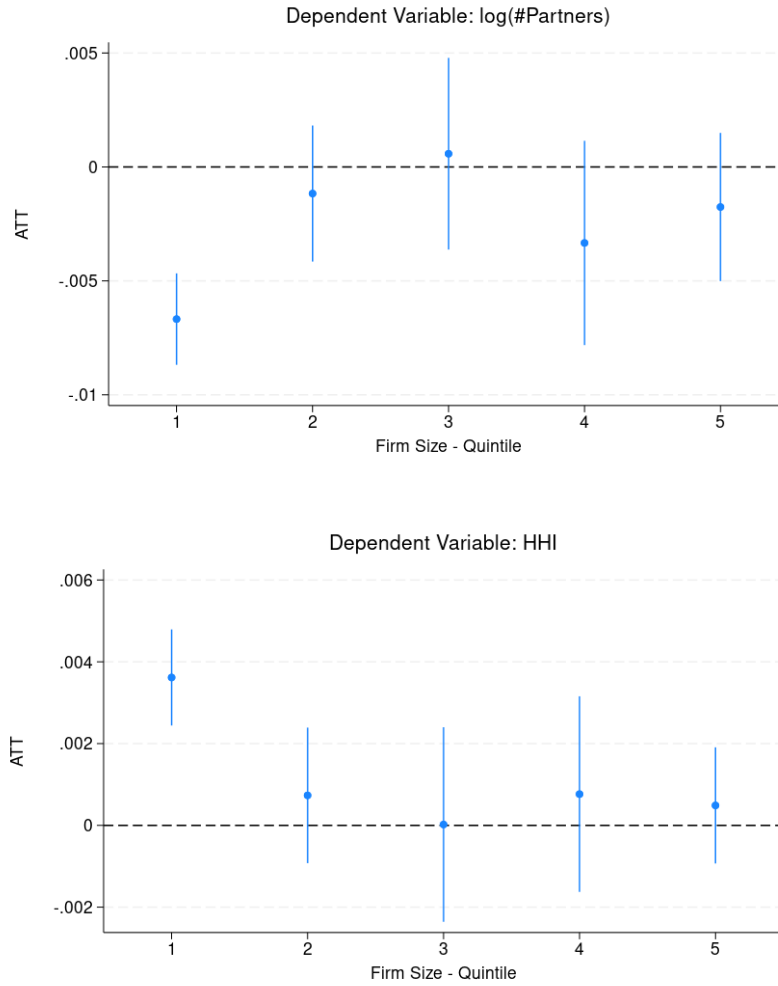 Dependent Variable: log(#Partners)
.005
0
-.005
-.01
ATT
1 2 3 4 5
Firm Size - Quintile
Dependent Variable: HHI
.006
.004
.002
0
-.002
ATT
1 2 3 4 5
Firm Size - Quintile